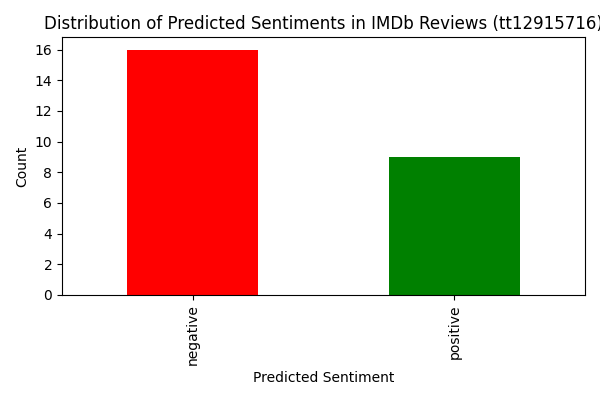 Distribution of Predicted Sentiments in IMDb Reviews (tt12915716)
16
14
12
10
8
6
4
2
0
Count
negative
positive
Predicted Sentiment